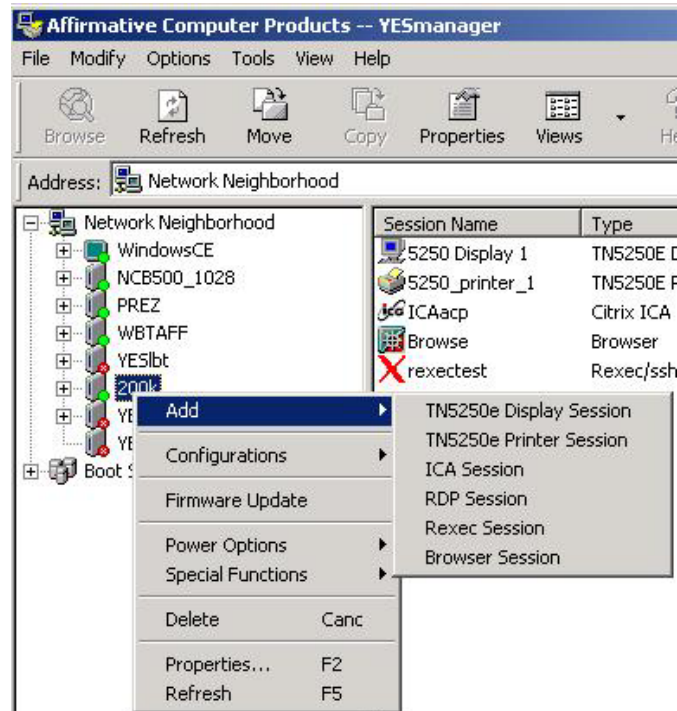 Affirmative Computer Products -- YESmanager
File Modify Options Tools View Help
Browse Refresh Move Copy Properties Views
Address: Network Neighborhood
Network Neighborhood
WindowsCE
NCB500_1028
PREZ
WBTAFF
YESlbt
200k
Boot
Session Name Type
5250 Display 1 TN5250E
5250_printer_1 TN5250E
ICAacp Citrix ICA
Browse Browser
rexectest Rexec/ssh
Add
Configurations
Firmware Update
Power Options
Special Functions
Delete Canc
Properties... F2
Refresh F5
TN5250e Display Session
TN5250e Printer Session
ICA Session
RDP Session
Rexec Session
Browser Session